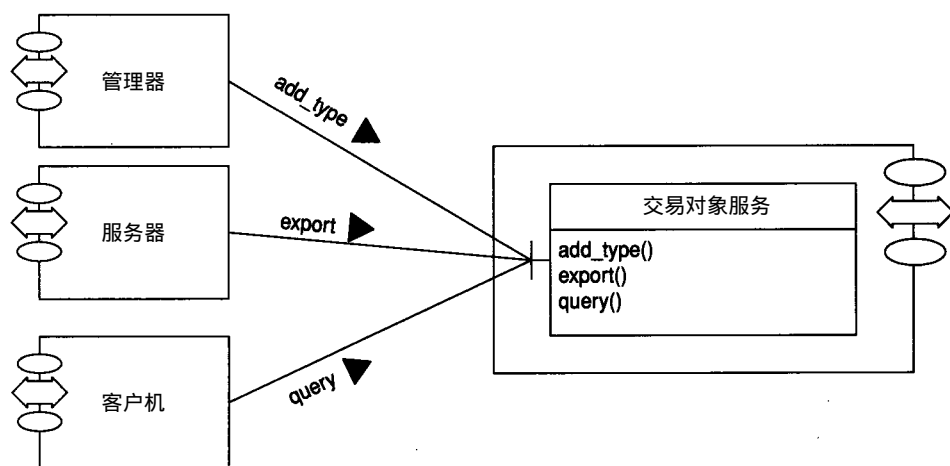 管理器
add_type
服务器
export
客户机
query
交易对象服务
add_type()
export()
query()